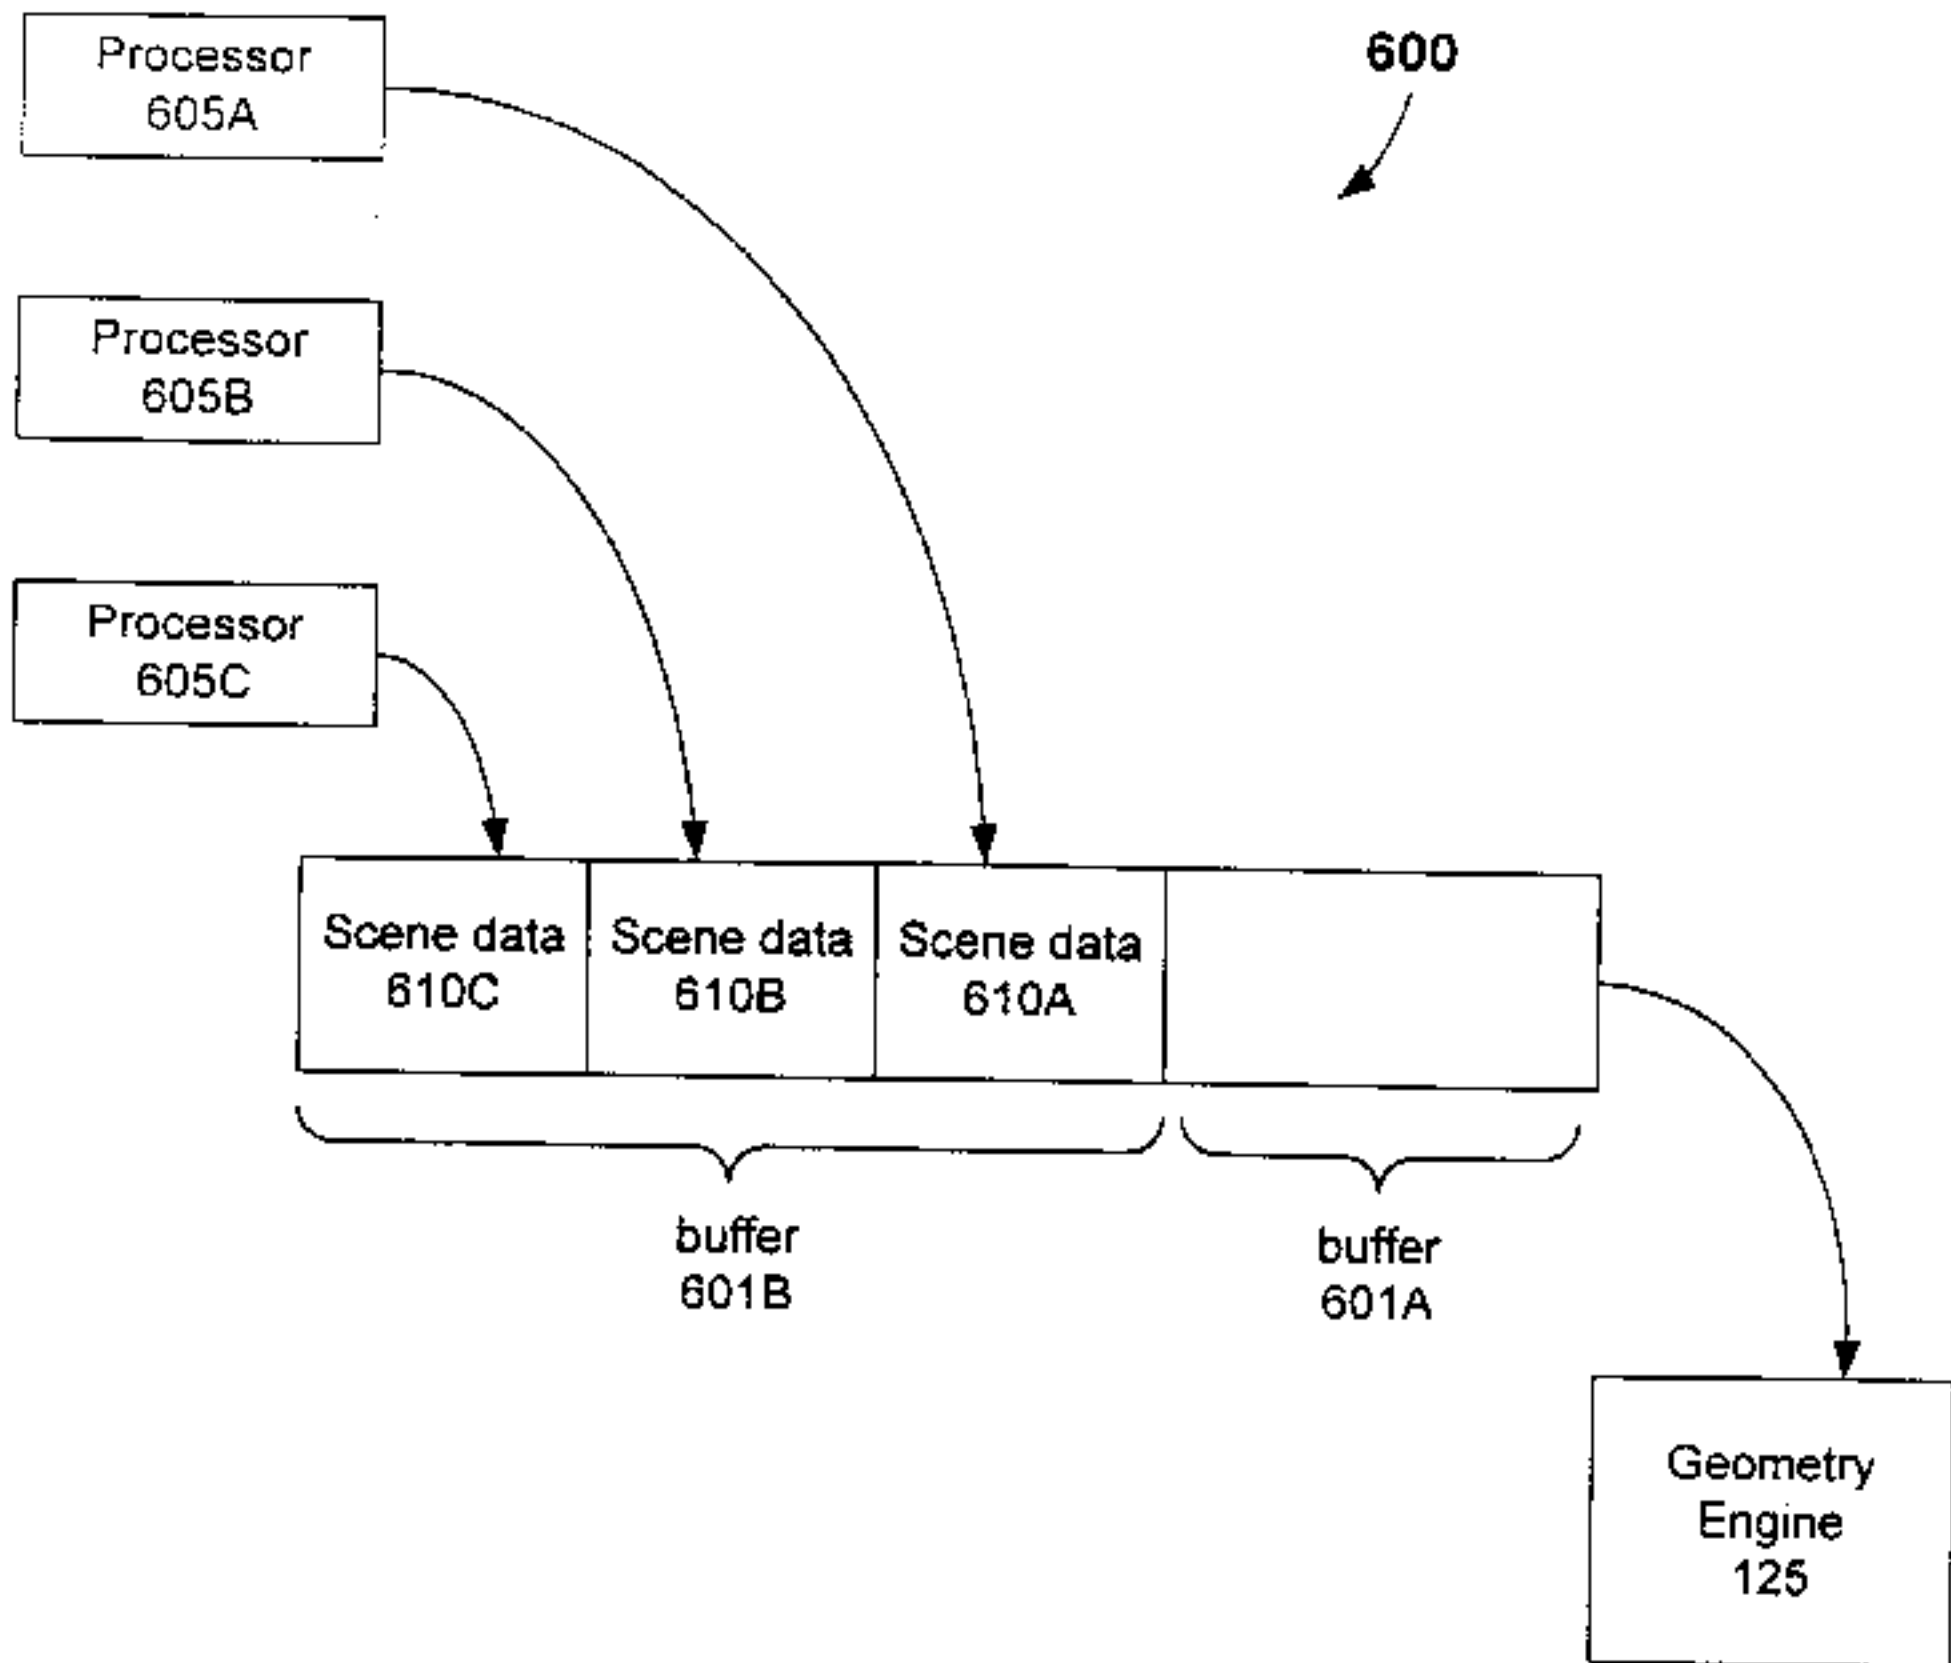 Processor
605A
600
Processor
605B
Processor
605C
Scene data
610C
Scene data
610B
Scene data
610A
buffer
601B
buffer
601A
Geometry
Engine
125